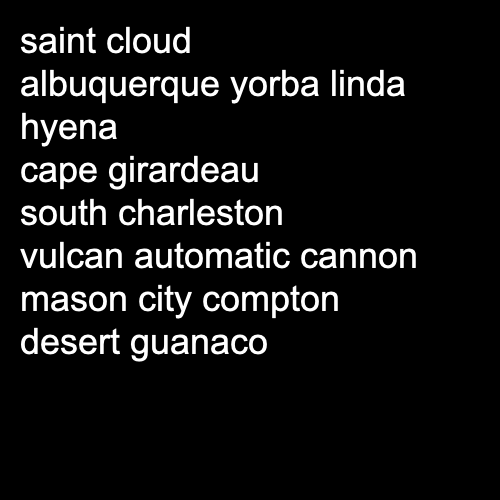 saint cloud
albuquerque yorba linda
hyena
cape girardeau
south charleston
vulcan automatic cannon
mason city compton
desert guanaco